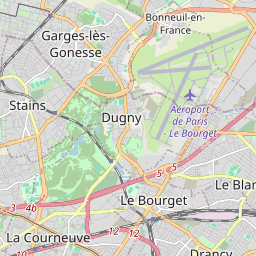 Bonneuil-en-
France
Garges-lès-
Gonesse
Stains
Dugny
Aéroport
de Paris
Le Bourget
5
5
Le Blan
Le Bourget
3
4b
4
La Courneuve
12
12
Drancy